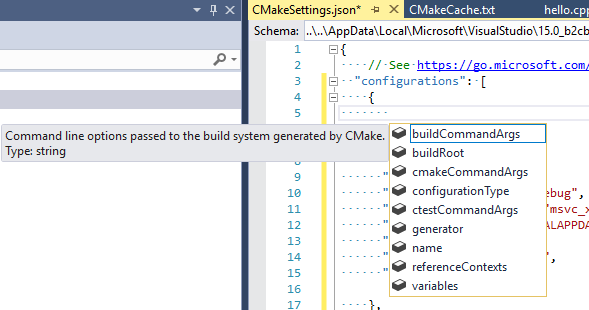 CMakeSettings.json*
CMakeCache.txt
hello.cpp
Schema: ..\..\AppData\Local\Microsoft\VisualStudio\15.0_b2cb
1 {
2 // See https://go.microsoft.com/
3 "configurations": [
4 {
5
Command line options passed to the build system generated by CMake.
Type: string
buildCommandArgs
buildRoot
cmakeCommandArgs
configurationType
ctestCommandArgs
generator
name
referenceContexts
variables
9 "
10 " ebug",
11 " "msvc_x
12 " ALAPPDA
13 "
14 " ",
15 "
16
17 },